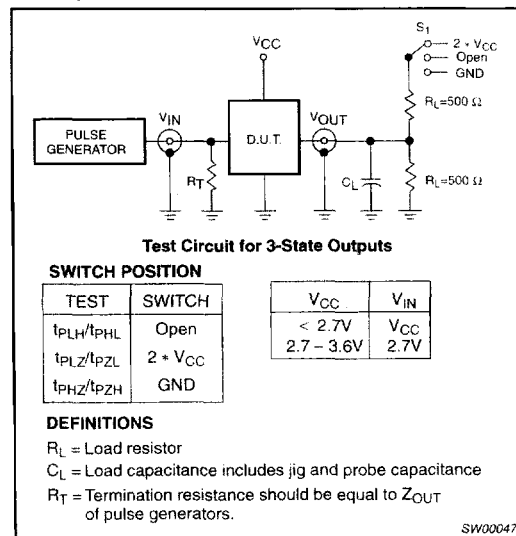 S1
2 * VCC
Open
GND
VCC
RL=500 Ω
VIN
VOUT
PULSE
GENERATOR
D.U.T.
RT
CL
RL=500 Ω
Test Circuit for 3-State Outputs
SWITCH POSITION
TEST SWITCH
tPLH/tPHL Open
tPLZ/tPZL 2 * VCC
tPHZ/tPZH GND
VCC VIN
< 2.7V VCC
2.7 – 3.6V 2.7V
DEFINITIONS
RL = Load resistor
CL = Load capacitance includes jig and probe capacitance
RT = Termination resistance should be equal to ZOUT
of pulse generators.
SW00047